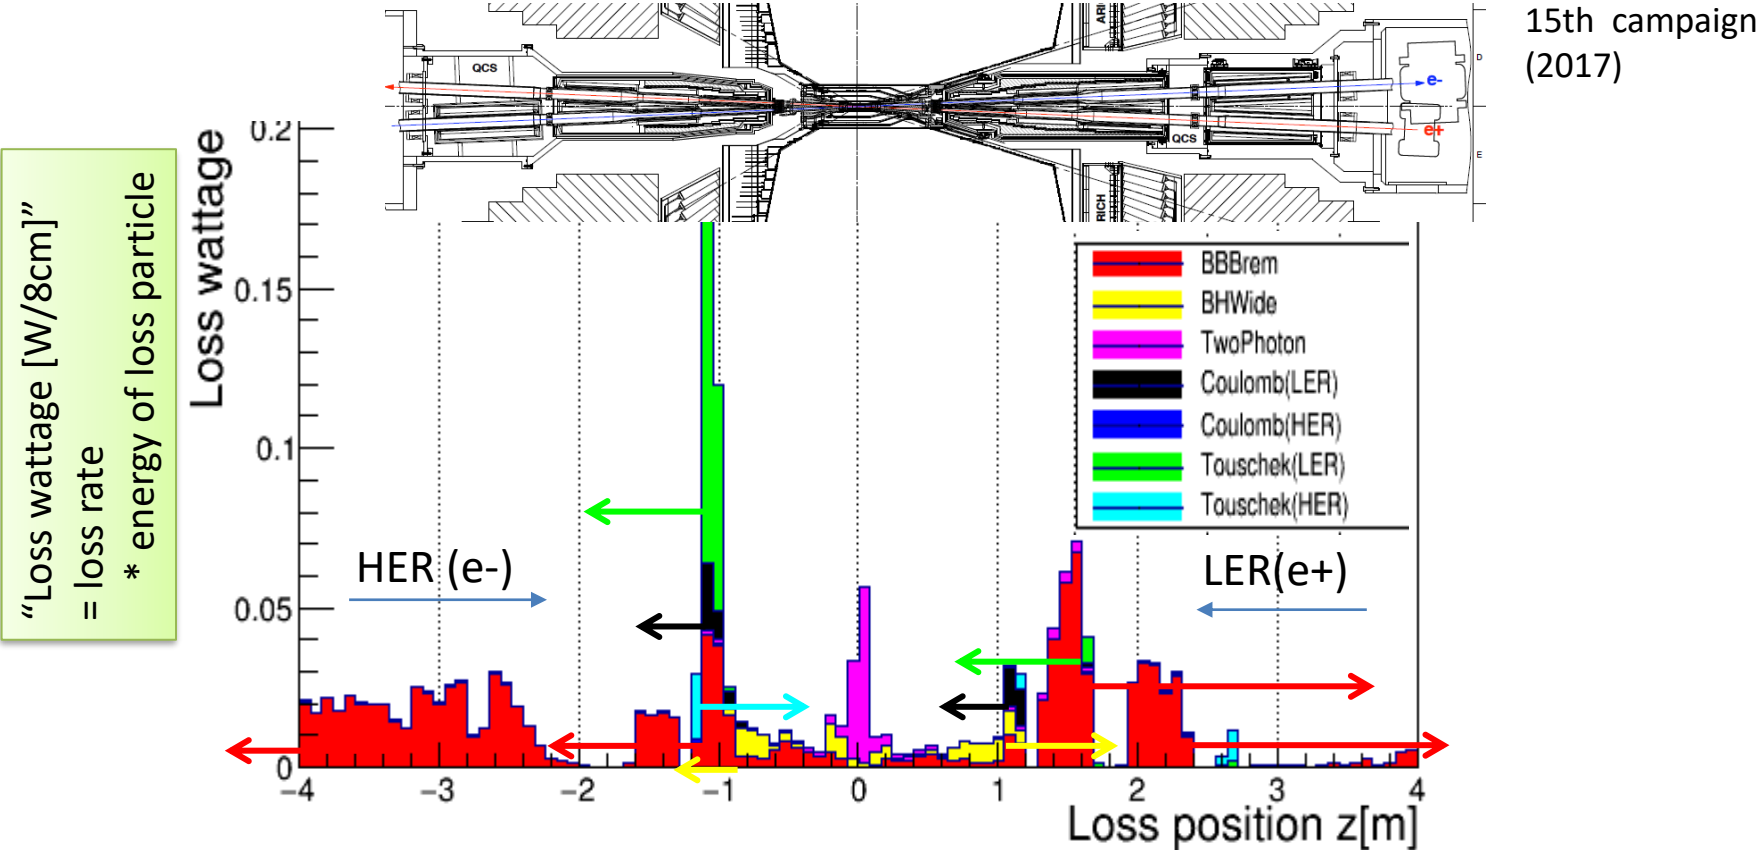 15th campaign
(2017)
QCS
ARI
e-
D
e+
QCS
E
RICH
"Loss wattage [W/8cm]"
= loss rate
* energy of loss particle
Loss wattage
0.2
0.15
0.1
0.05
0
BBBrem
BHWide
TwoPhoton
Coulomb(LER)
Coulomb(HER)
Touschek(LER)
Touschek(HER)
HER (e-)
LER(e+)
−4 −3 −2 −1 0 1 2 3 4
Loss position z[m]